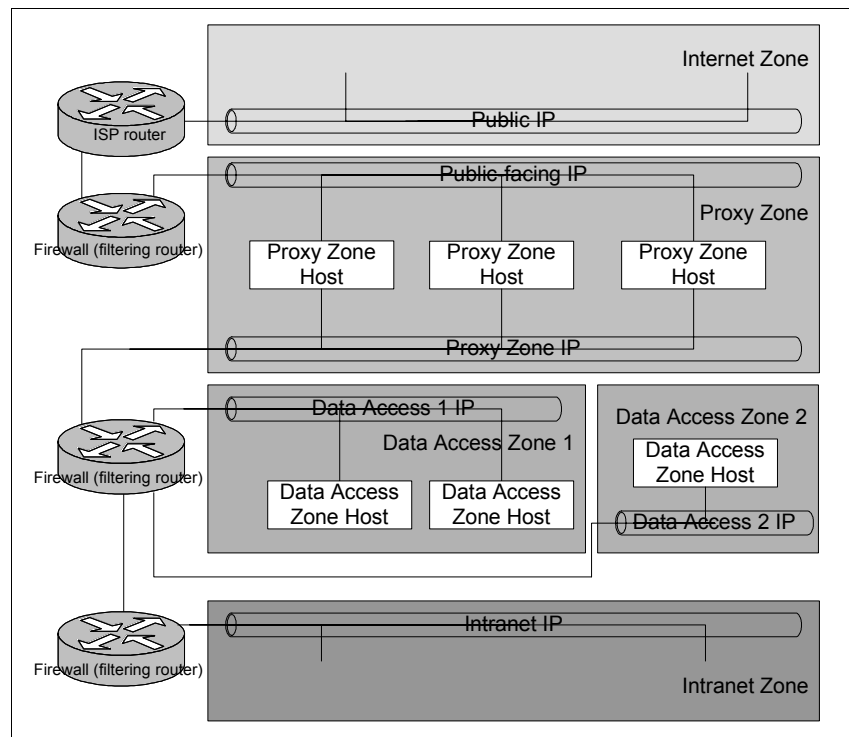 Internet Zone
Public IP
ISP router
Public facing IP
Proxy Zone
Firewall (filtering router)
Proxy Zone
Host
Proxy Zone
Host
Proxy Zone
Host
Proxy Zone IP
Data Access 1 IP
Data Access Zone 1
Data Access Zone 2
Data Access
Zone Host
Firewall (filtering router)
Data Access
Zone Host
Data Access
Zone Host
Data Access 2 IP
Intranet IP
Firewall (filtering router)
Intranet Zone